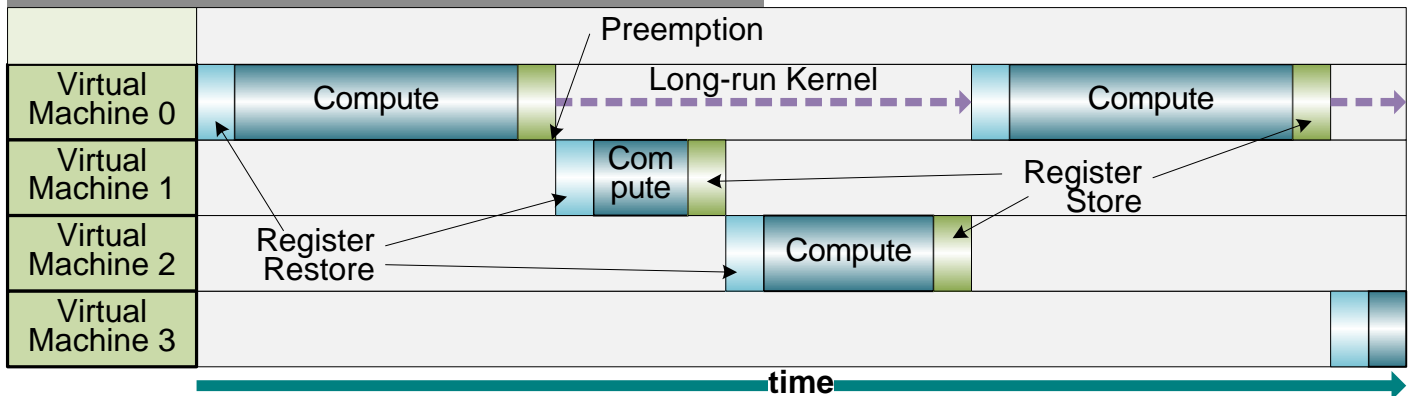 Preemption
Virtual
Machine 0
Compute
Long-run Kernel
Compute
Virtual
Machine 1
Com
pute
Register
Store
Virtual
Machine 2
Register
Restore
Compute
Virtual
Machine 3
time